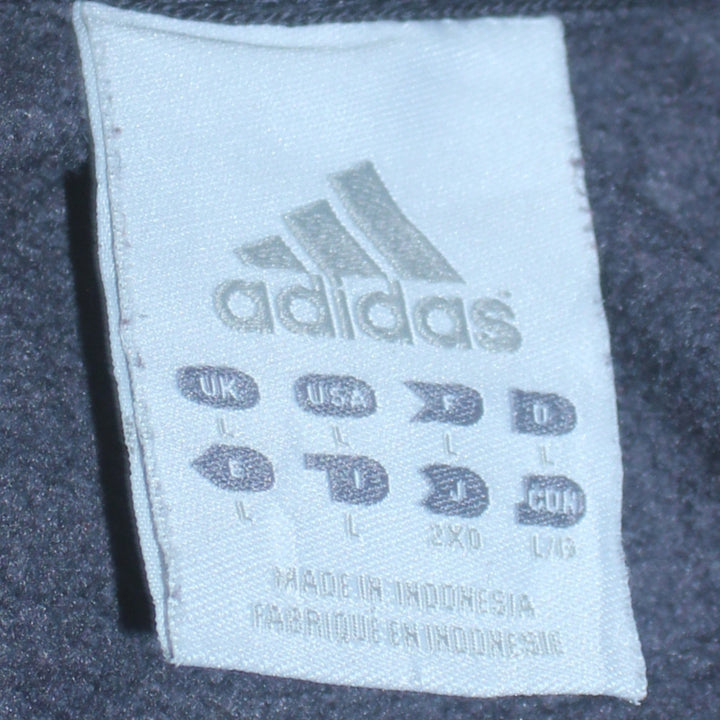 adidas
UK USA F D
L L L L
E I J CDN
L L 2XO L/G
MADE IN INDONESIA
FABRIQUÉ EN INDONESIE